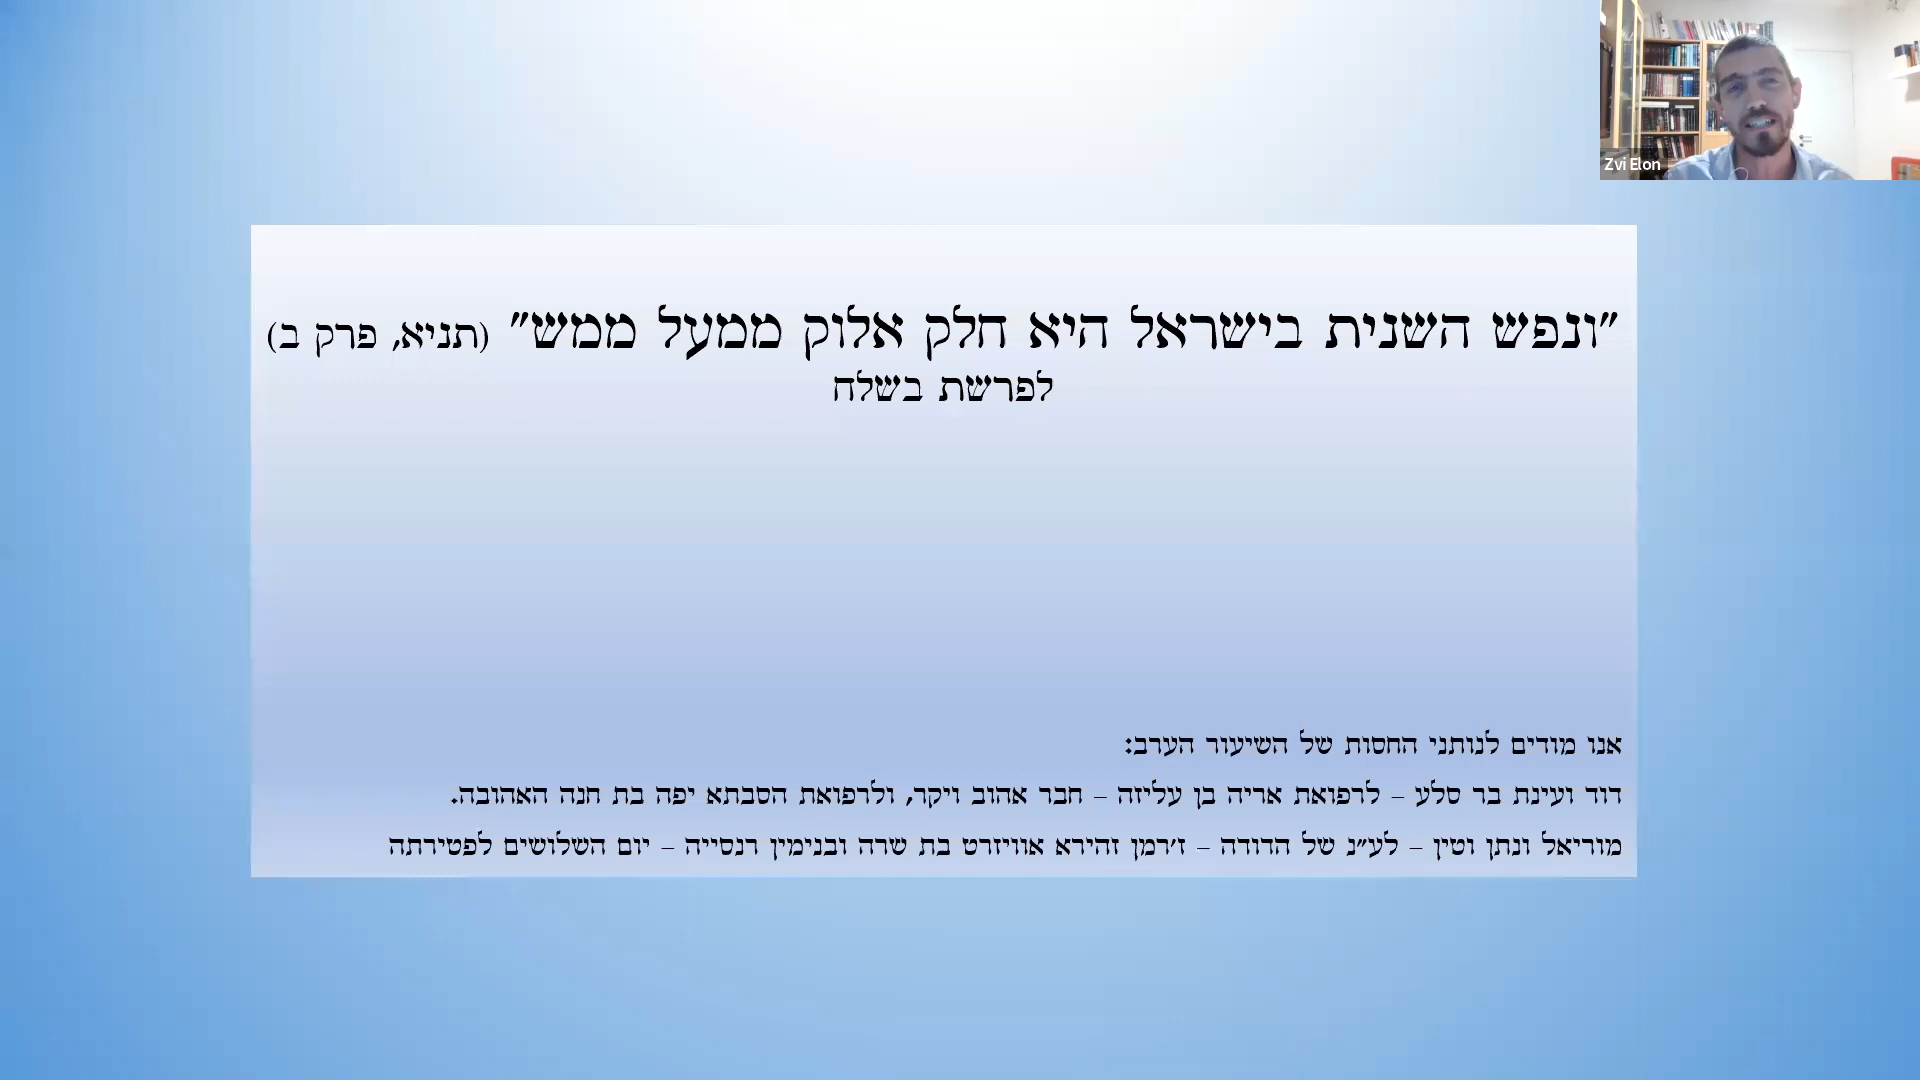 Zvi Elon
"ונפש השנית בישראל היא חלק אלוק ממעל ממש" (תניא, פרק ב)
לפרשת בשלח
אנו מודים לנותני החסות של השיעור הערב:
דוד ועינת בר סלע – לרפואת אריה בן עליזה – חבר אהוב ויקר, ולרפואת הסבתא יפה בת חנה האהובה.
מוריאל ונתן וטין – לע"נ של הדודה – ז'רמן זהירא אוויזרט בת שרה ובנימין רנסייה – יום השלושים לפטירתה